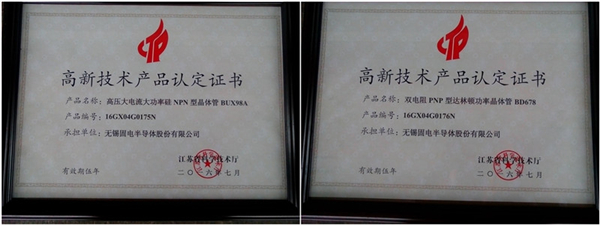 高新技术产品认定证书
产品名称：高压大电流大功率硅 NPN 型晶体管 BUX98A
产品编号：16GX04G0175N
承担单位：无锡固电半导体股份有限公司
江苏省科学技术厅
有效期伍年
二〇一六年七月
高新技术产品认定证书
产品名称：双电阻 PNP 型达林顿功率晶体管 BD678
产品编号：16GX04G0176N
承担单位：无锡固电半导体股份有限公司
江苏省科学技术厅
有效期伍年
二〇一六年七月